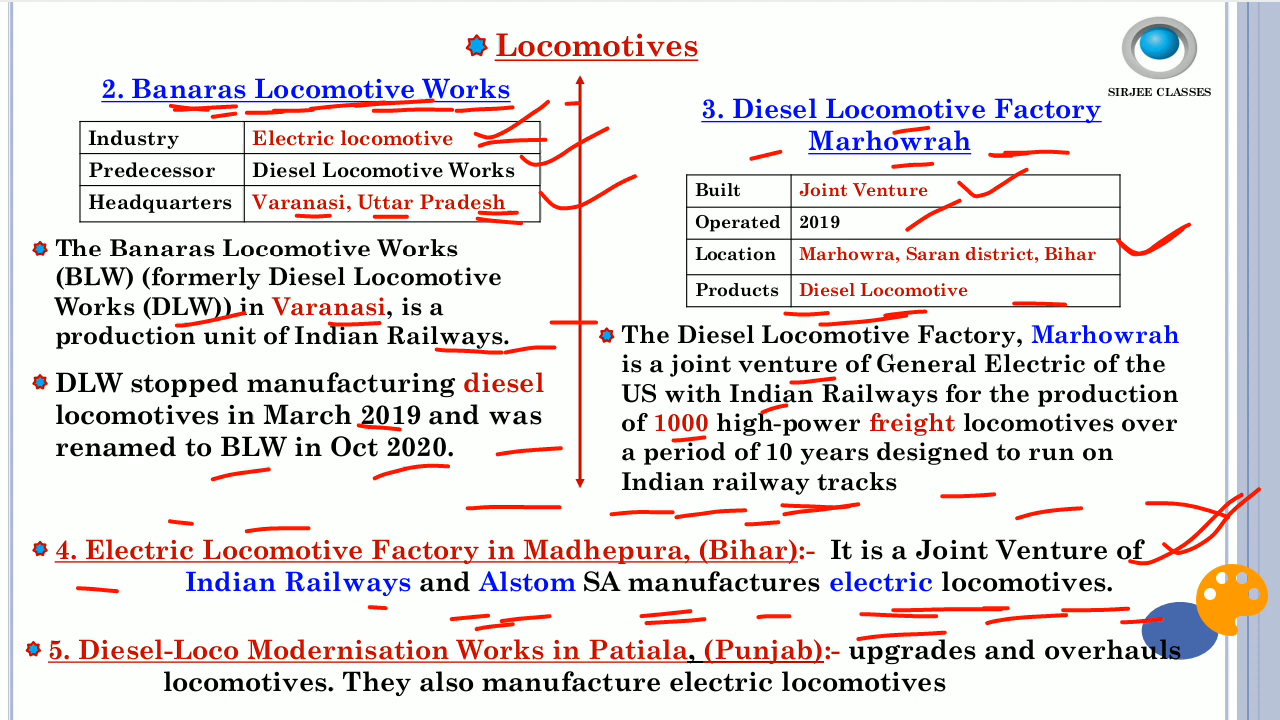 Locomotives
SIRJEE CLASSES
2. Banaras Locomotive Works
Industry Electric locomotive
Predecessor Diesel Locomotive Works
Headquarters Varanasi, Uttar Pradesh
The Banaras Locomotive Works
(BLW) (formerly Diesel Locomotive
Works (DLW)) in Varanasi, is a
production unit of Indian Railways.
DLW stopped manufacturing diesel
locomotives in March 2019 and was
renamed to BLW in Oct 2020.
3. Diesel Locomotive Factory
Marhowrah
Built Joint Venture
Operated 2019
Location Marhowra, Saran district, Bihar
Products Diesel Locomotive
The Diesel Locomotive Factory, Marhowrah
is a joint venture of General Electric of the
US with Indian Railways for the production
of 1000 high-power freight locomotives over
a period of 10 years designed to run on
Indian railway tracks
4. Electric Locomotive Factory in Madhepura, (Bihar):- It is a Joint Venture of
Indian Railways and Alstom SA manufactures electric locomotives.
5. Diesel-Loco Modernisation Works in Patiala, (Punjab):- upgrades and overhauls
locomotives. They also manufacture electric locomotives